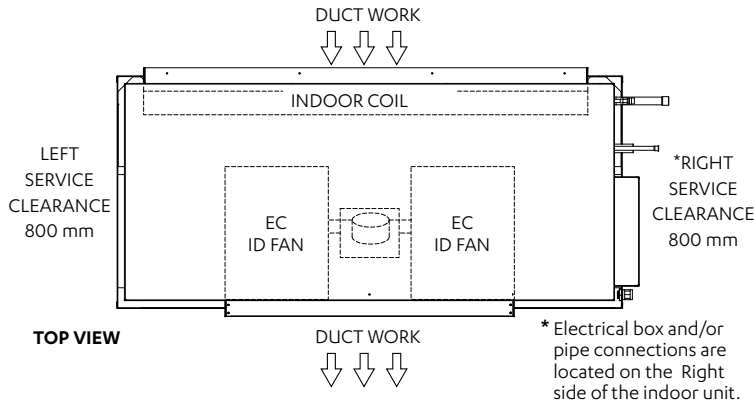 DUCT WORK
INDOOR COIL
LEFT
SERVICE
CLEARANCE
800 mm
*RIGHT
SERVICE
CLEARANCE
800 mm
EC
ID FAN
EC
ID FAN
TOP VIEW
DUCT WORK
* Electrical box and/or
pipe connections are
located on the Right
side of the indoor unit.